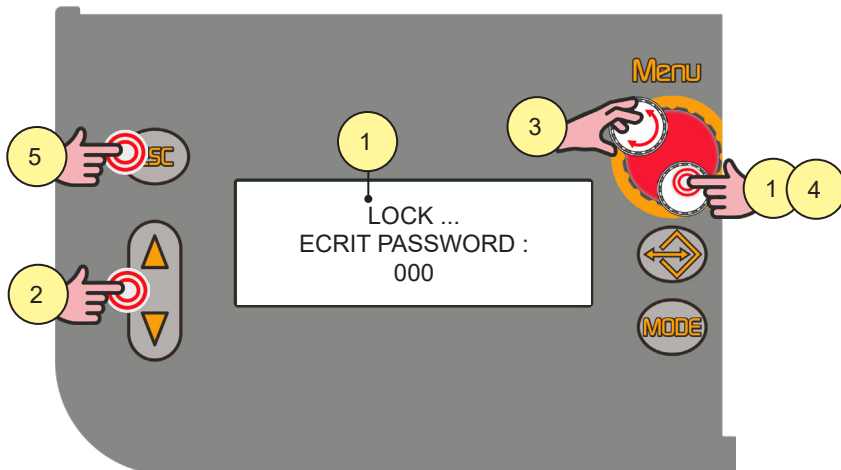 Menu
3
1
5
ESC
1 4
LOCK ...
ECRIT PASSWORD :
000
2
MODE